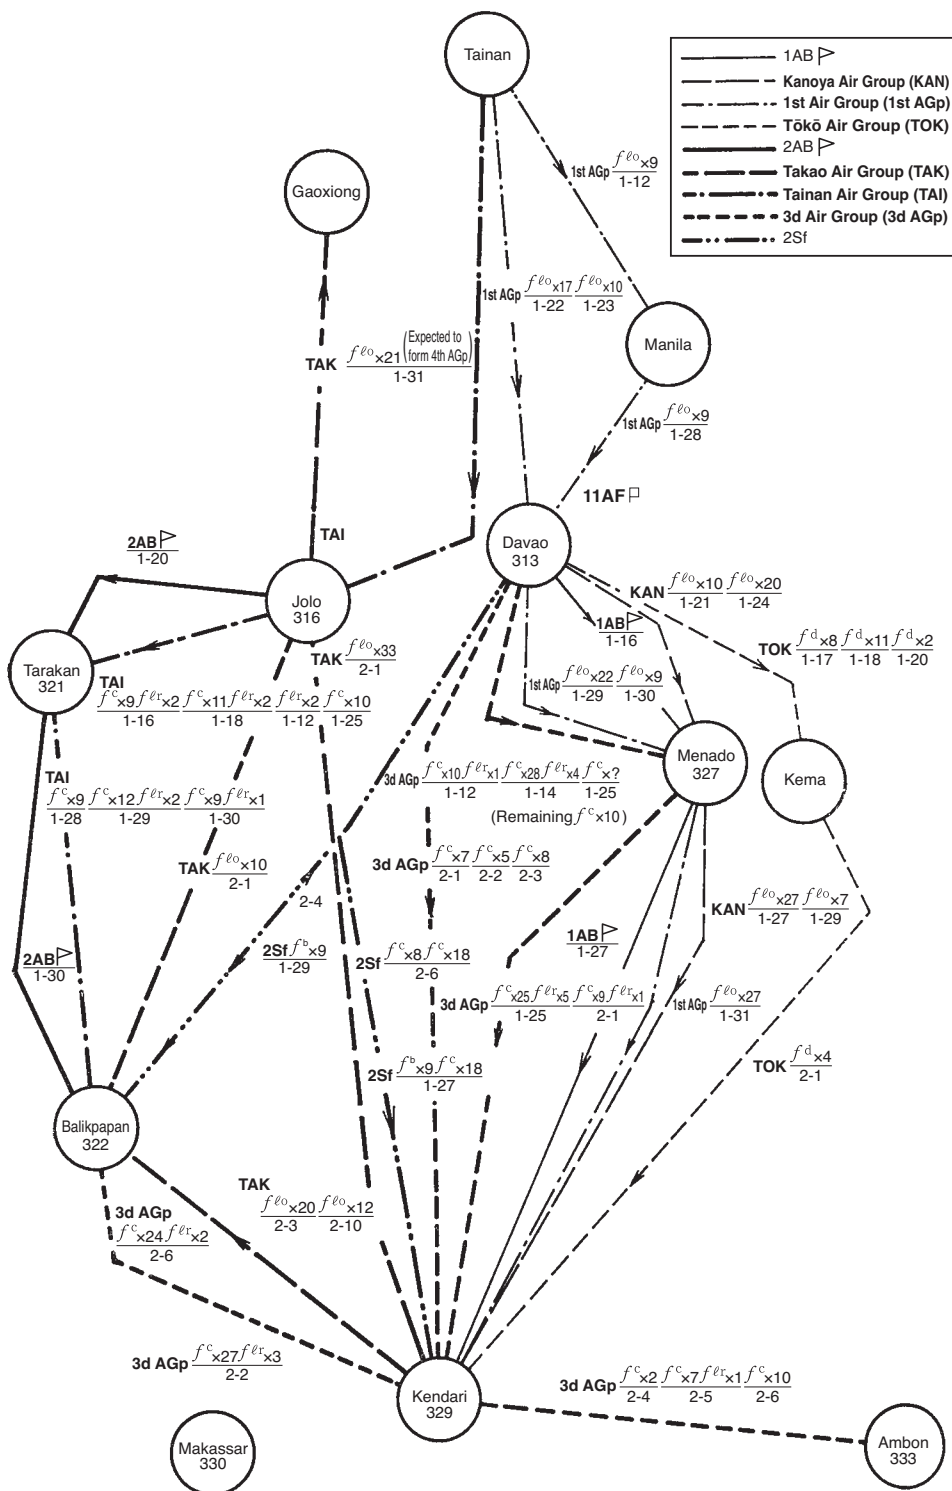 Tainan
1AB
Kanoya Air Group (KAN)
1st Air Group (1st AGp)
Tōkō Air Group (TOK)
2AB
Takao Air Group (TAK)
Tainan Air Group (TAI)
3d Air Group (3d AGp)
2Sf
Gaoxiong
1st AGp fℓo×9
1-12
1st AGp fℓo×17 fℓo×10
1-22 1-23
Manila
TAK fℓo×21 (Expected to
form 4th AGp)
1-31
1st AGp fℓo×9
1-28
11AF
TAI
2AB
1-20
Davao
313
Jolo
316
KAN fℓo×10 fℓo×20
1-21 1-24
1AB
1-16
TOK fd×8 fd×11 fd×2
1-17 1-18 1-20
TAK fℓo×33
2-1
Tarakan
321
TAI
fc×9 fℓr×2 fc×11 fℓr×2 fℓr×2 fc×10
1-16 1-18 1-12 1-25
1st AGp fℓo×22 fℓo×9
1-29 1-30
Menado
327
Kema
TAI
fc×9 fc×12 fℓr×2 fc×9 fℓr×1
1-28 1-29 1-30
3d AGp fc×10 fℓr×1 fc×28 fℓr×4 fc×?
1-12 1-14 1-25
(Remaining fc×10)
3d AGp fc×7 fc×5 fc×8
2-1 2-2 2-3
TAK fℓo×10
2-1
2-4
KAN fℓo×27 fℓo×7
1-27 1-29
1AB
1-27
2AB
1-30
2Sf fb×9
1-29
2Sf fc×8 fc×18
2-6
3d AGp fc×25 fℓr×5 fc×9 fℓr×1
1-25 2-1
1st AGp fℓo×27
1-31
TOK fd×4
2-1
2Sf fb×9 fc×18
1-27
Balikpapan
322
TAK
fℓo×20 fℓo×12
2-3 2-10
3d AGp
fc×24 fℓr×2
2-6
3d AGp fc×27 fℓr×3
2-2
Kendari
329
3d AGp fc×2 fc×7 fℓr×1 fc×10
2-4 2-5 2-6
Makassar
330
Ambon
333